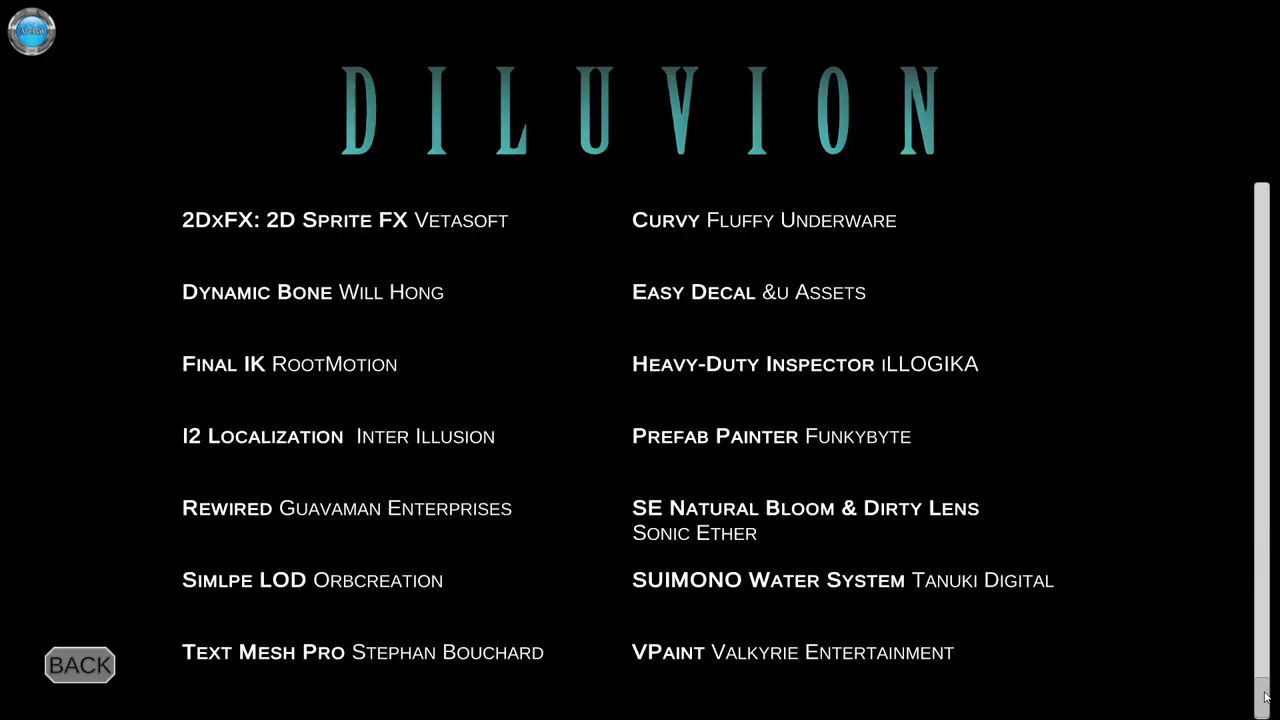 DILUVION
2DxFX: 2D Sprite FX Vetasoft
Curvy Fluffy Underware
Dynamic Bone Will Hong
Easy Decal &u Assets
Final IK RootMotion
Heavy-Duty Inspector iLLOGIKA
I2 Localization  Inter Illusion
Prefab Painter Funkybyte
Rewired Guavaman Enterprises
SE Natural Bloom & Dirty Lens
Sonic Ether
Simlpe LOD Orbcreation
SUIMONO Water System Tanuki Digital
Text Mesh Pro Stephan Bouchard
VPaint Valkyrie Entertainment
BACK